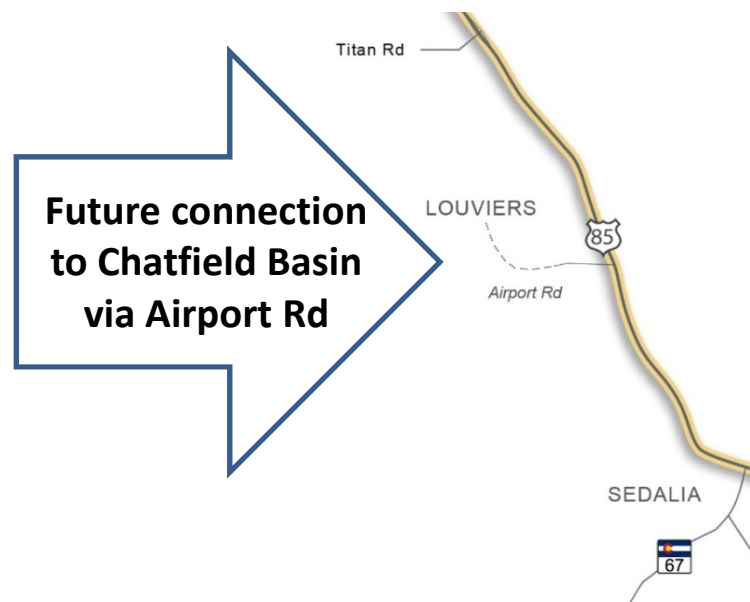 Titan Rd
Future connection
to Chatfield Basin
via Airport Rd
LOUVIERS
85
Airport Rd
SEDALIA
67